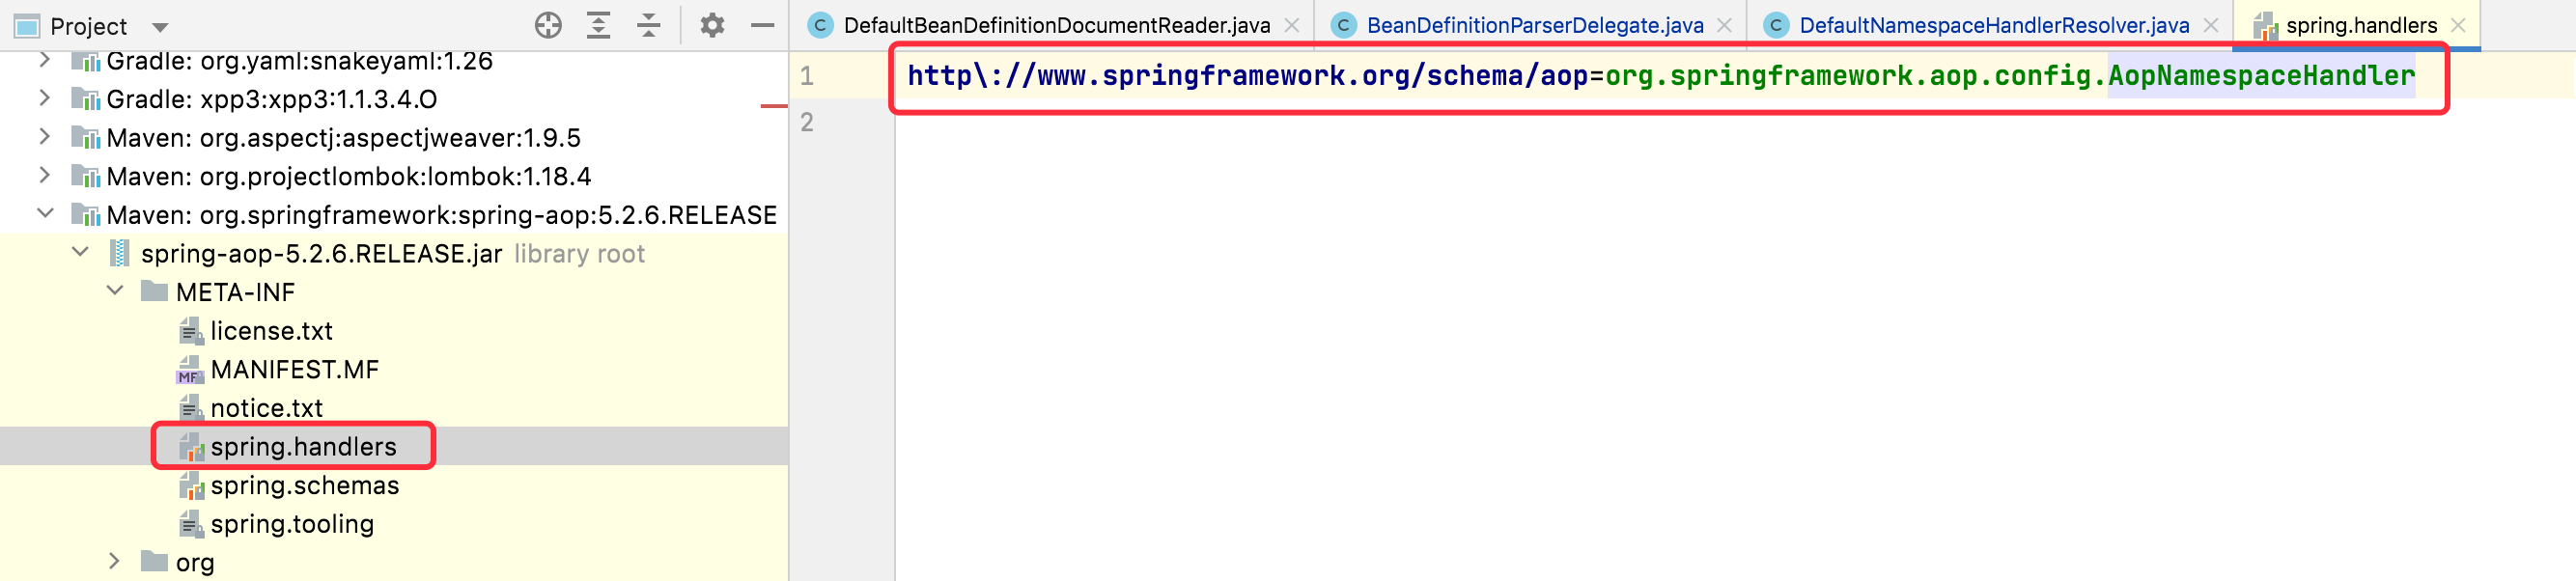 Project
DefaultBeanDefinitionDocumentReader.java
BeanDefinitionParserDelegate.java
DefaultNamespaceHandlerResolver.java
spring.handlers
Gradle: org.yaml:snakeyaml:1.26
Gradle: xpp3:xpp3:1.1.3.4.O
Maven: org.aspectj:aspectjweaver:1.9.5
Maven: org.projectlombok:lombok:1.18.4
Maven: org.springframework:spring-aop:5.2.6.RELEASE
spring-aop-5.2.6.RELEASE.jar library root
META-INF
license.txt
MANIFEST.MF
notice.txt
spring.handlers
spring.schemas
spring.tooling
org
1 http\://www.springframework.org/schema/aop=org.springframework.aop.config.AopNamespaceHandler
2